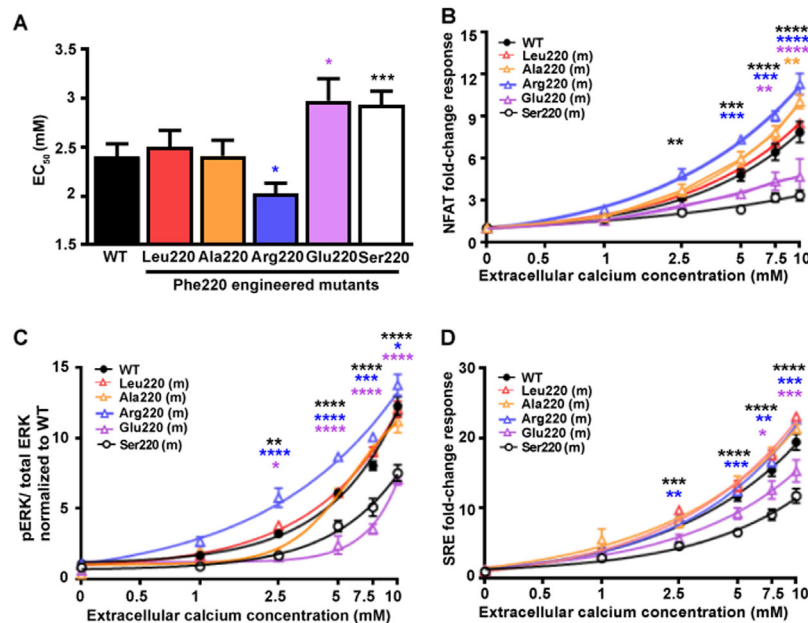 A
EC50 (mM)
3.5
3
2.5
2
1.5
*
*
***
WT Leu220 Ala220 Arg220 Glu220 Ser220
Phe220 engineered mutants
B
NFAT fold-change response
15
12
9
6
3
0
WT
Leu220 (m)
Ala220 (m)
Arg220 (m)
Glu220 (m)
Ser220 (m)
**
***
***
****
***
**
****
****
****
**
0 0.5 1 2.5 5 7.5 10
Extracellular calcium concentration (mM)
C
pERK/ total ERK
normalized to WT
15
10
5
0
WT
Leu220 (m)
Ala220 (m)
Arg220 (m)
Glu220 (m)
Ser220 (m)
**
****
*
****
****
****
****
***
****
****
*
****
0 0.5 1 2.5 5 7.5 10
Extracellular calcium concentration (mM)
D
SRE fold-change response
40
30
20
10
0
WT
Leu220 (m)
Ala220 (m)
Arg220 (m)
Glu220 (m)
Ser220 (m)
***
**
****
***
****
**
*
****
***
***
0 0.5 1 2.5 5 7.5 10
Extracellular calcium concentration (mM)